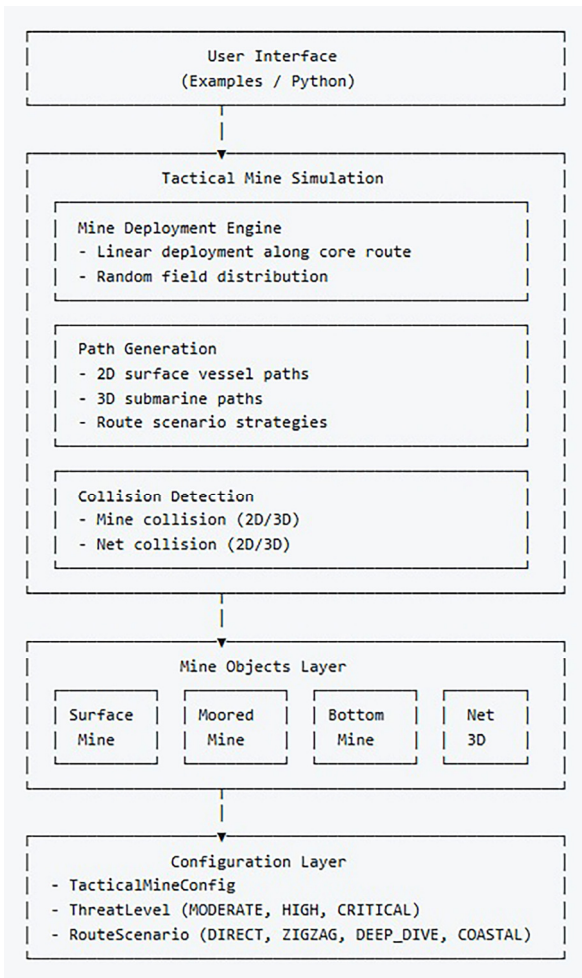 User Interface
(Examples / Python)
Tactical Mine Simulation
Mine Deployment Engine
- Linear deployment along core route
- Random field distribution
Path Generation
- 2D surface vessel paths
- 3D submarine paths
- Route scenario strategies
Collision Detection
- Mine collision (2D/3D)
- Net collision (2D/3D)
Mine Objects Layer
Surface Moored Bottom Net
Mine Mine Mine 3D
Configuration Layer
- TacticalMineConfig
- ThreatLevel (MODERATE, HIGH, CRITICAL)
- RouteScenario (DIRECT, ZIGZAG, DEEP_DIVE, COASTAL)